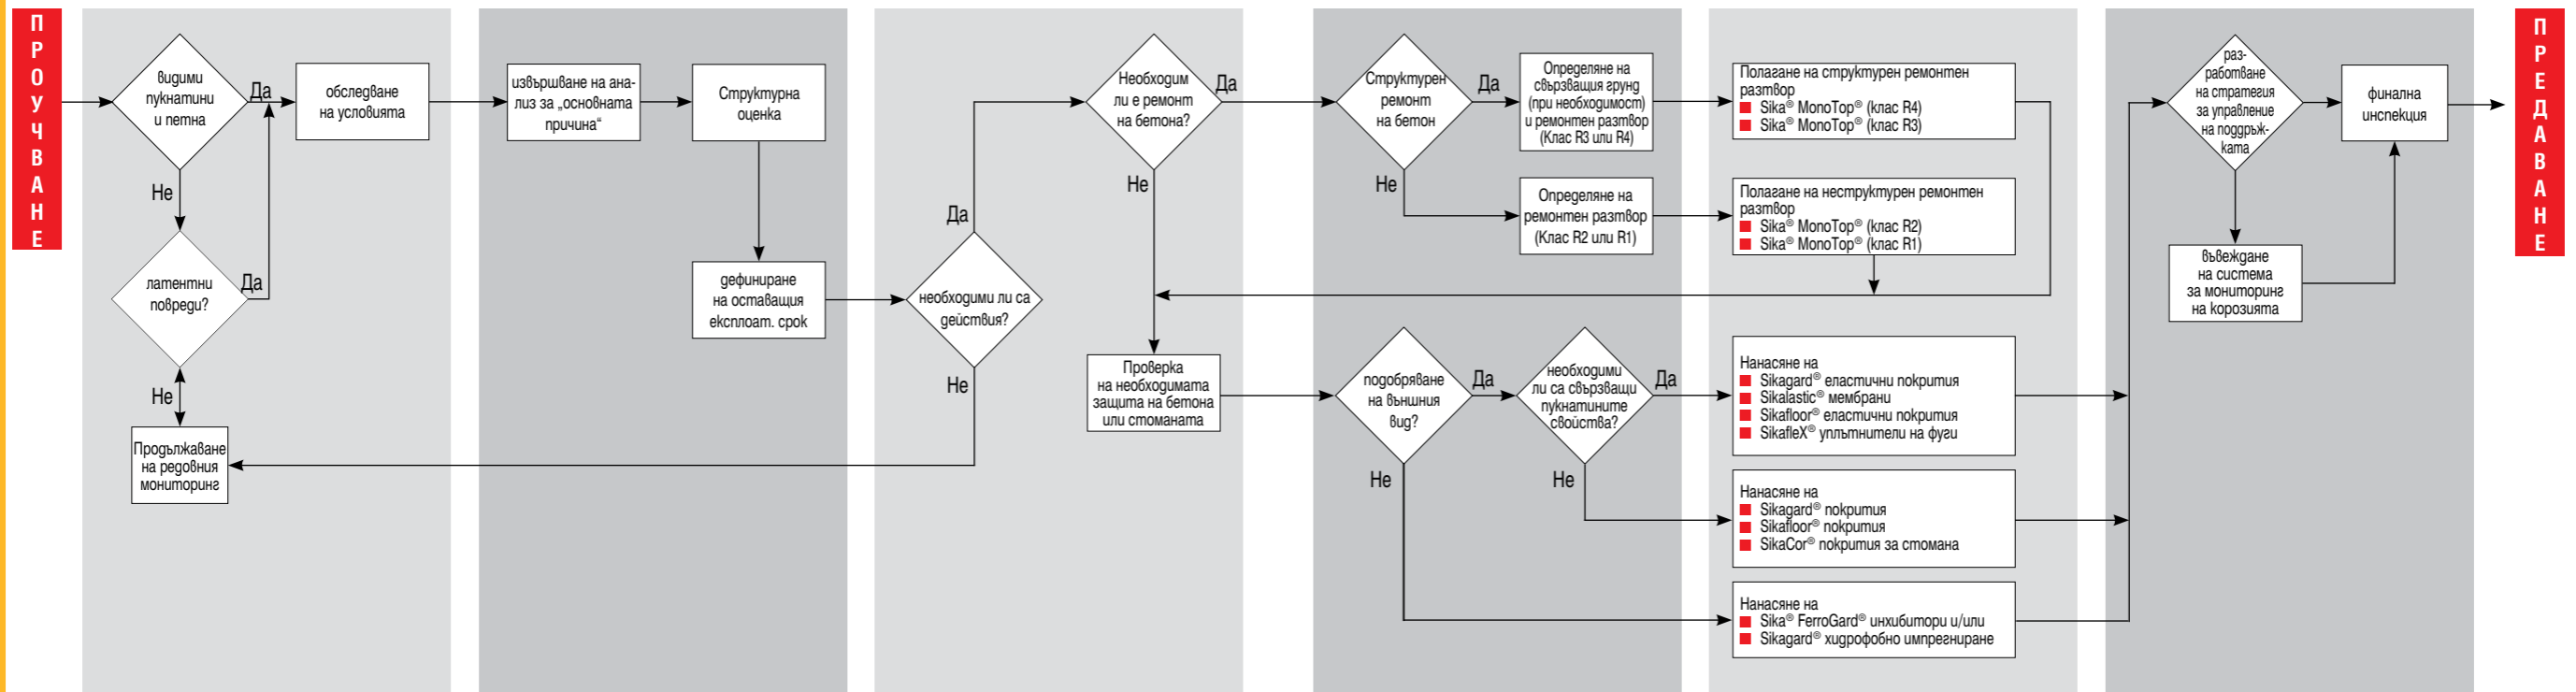 ПРОУЧВАНЕ
видими
пукнатини
и петна
Да
Не
обследване
на условията
латентни
повреди?
Да
Не
Продължаване
на редовния
мониторинг
извършване на ана-
лиз за „основната
причина“
Структурна
оценка
дефиниране
на оставащия
експлоат. срок
необходими ли са
действия?
Да
Не
Необходим
ли е ремонт
на бетона?
Да
Не
Проверка
на необходимата
защита на бетона
или стоманата
Структурен
ремонт
на бетон
Да
Не
Определяне на
свързващия грунд
(при необходимост)
и ремонтен разтвор
(Клас R3 или R4)
Определяне на
ремонтен разтвор
(Клас R2 или R1)
Полагане на структурен ремонтен
разтвор
Sika® MonoTop® (клас R4)
Sika® MonoTop® (клас R3)
Полагане на неструктурен ремонтен
разтвор
Sika® MonoTop® (клас R2)
Sika® MonoTop® (клас R1)
подобряване
на външния
вид?
Да
Не
необходими
ли са свързващи
пукнатините
свойства?
Да
Не
Нанасяне на
Sikagard® еластични покрития
Sikalastic® мембрани
Sikafloor® еластични покрития
SikafleX® уплътнители на фуги
Нанасяне на
Sikagard® покрития
Sikafloor® покрития
SikaCor® покрития за стомана
Нанасяне на
Sika® FerroGard® инхибитори и/или
Sikagard® хидрофобно импрегниране
раз-
работване
на стратегия
за управление
на поддръж-
ката
финална
инспекция
въвеждане
на система
за мониторинг
на корозията
ПРЕДАВАНЕ